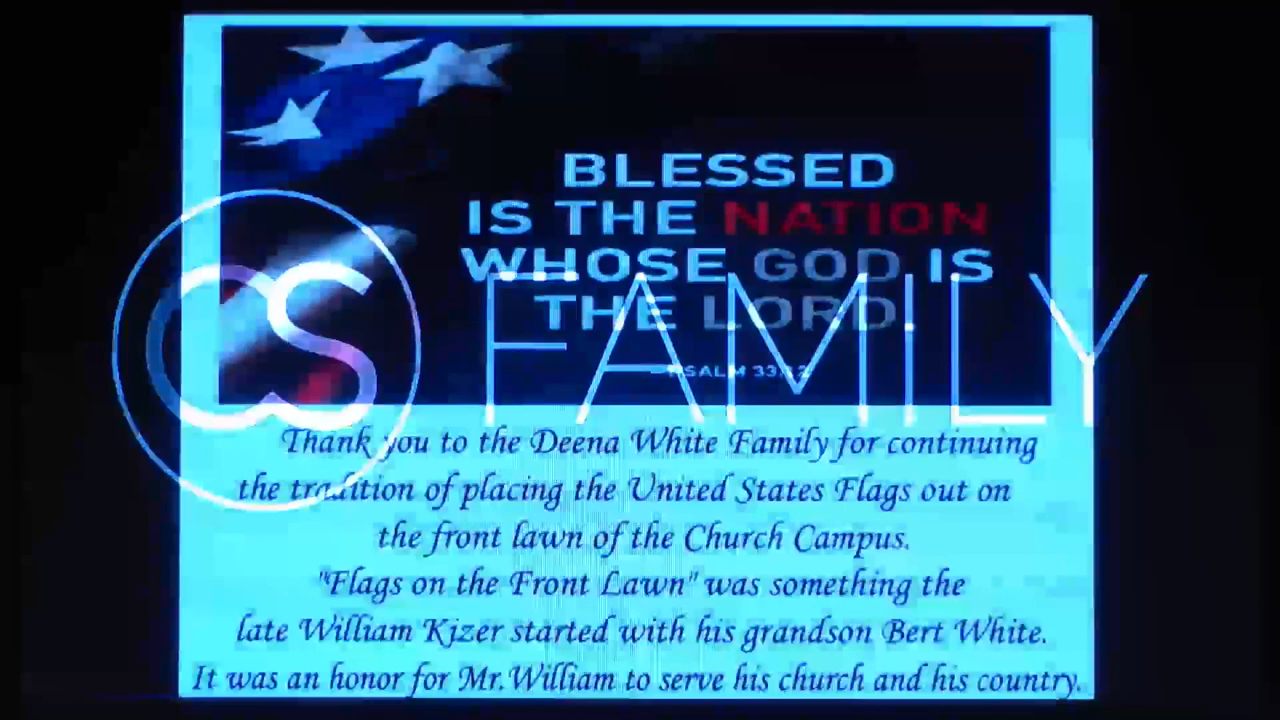 BLESSED
IS THE NATION
WHOSE GOD IS
THE LORD.
PSALM 33:12
CS FAMILY
Thank you to the Deena White Family for continuing
the tradition of placing the United States Flags out on
the front lawn of the Church Campus.
"Flags on the Front Lawn" was something the
late William Kizer started with his grandson Bert White.
It was an honor for Mr. William to serve his church and his country.